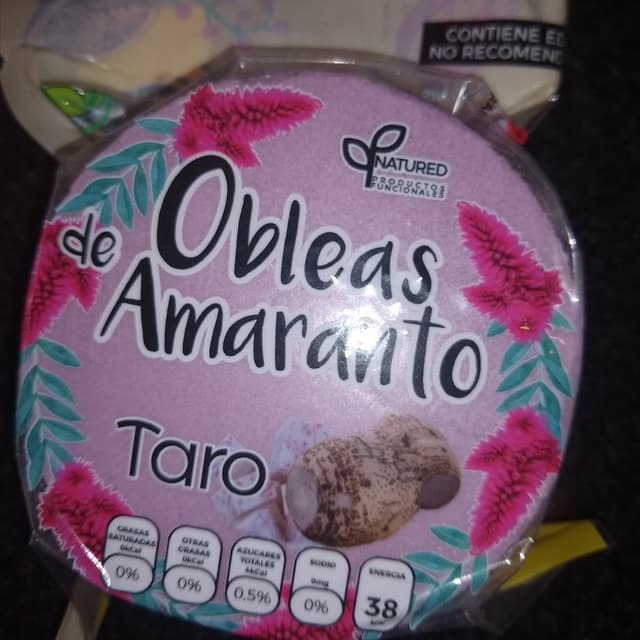 CONTIENE
NO RECOMEND
NATURED
PRODUCTOS
FUNCIONALES
Obleas
de
Amaranto
Taro
GRASAS
SATURADAS
0kCal
0%
OTRAS
GRASAS
0kCal
0%
AZUCARES
TOTALES
4kCal
0,5%
SODIO
0mg
0%
ENERGIA
38